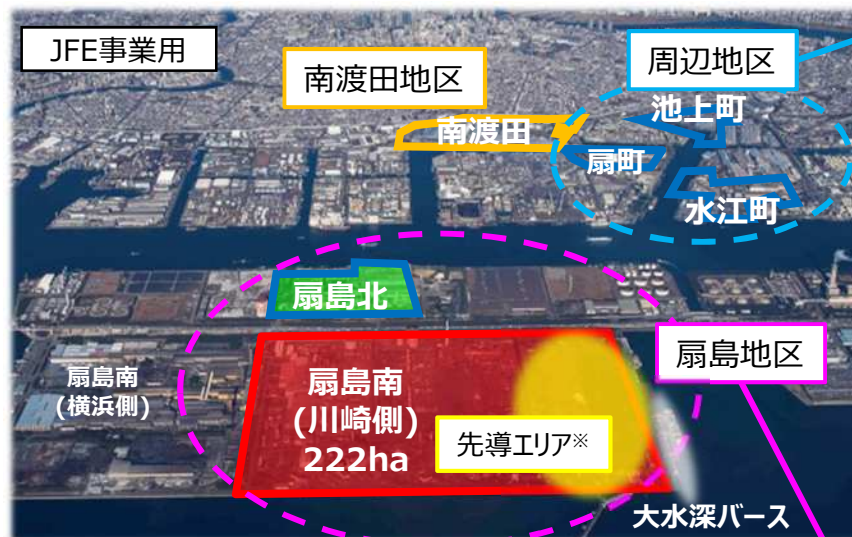 JFE事業用
南渡田地区
周辺地区
池上町
南渡田
扇町
水江町
扇島北
扇島地区
扇島南
(横浜側)
扇島南
(川崎側)
222ha
先導エリア※
大水深バース